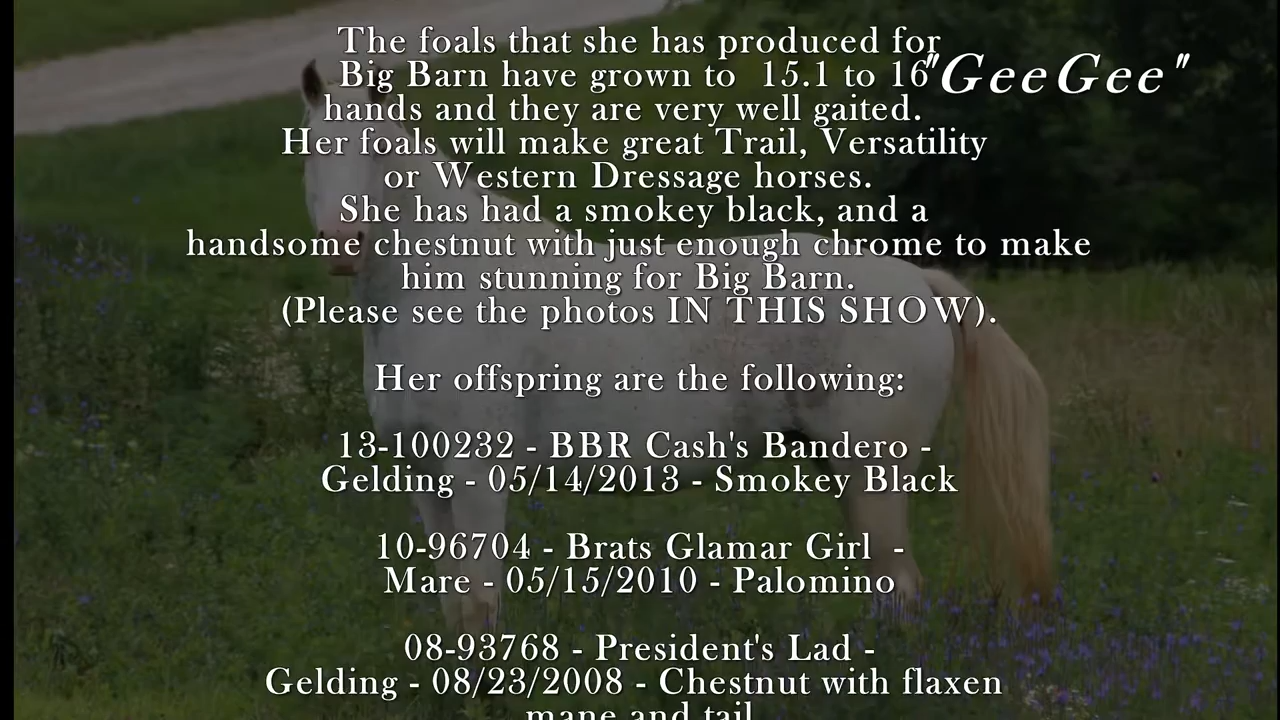 The foals that she has produced for
Big Barn have grown to 15.1 to 16
"GeeGee"
hands and they are very well gaited.
Her foals will make great Trail, Versatility
or Western Dressage horses.
She has had a smokey black, and a
handsome chestnut with just enough chrome to make
him stunning for Big Barn.
(Please see the photos IN THIS SHOW).
Her offspring are the following:
13-100232 - BBR Cash's Bandero -
Gelding - 05/14/2013 - Smokey Black
10-96704 - Brats Glamar Girl -
Mare - 05/15/2010 - Palomino
08-93768 - President's Lad -
Gelding - 08/23/2008 - Chestnut with flaxen
mane and tail